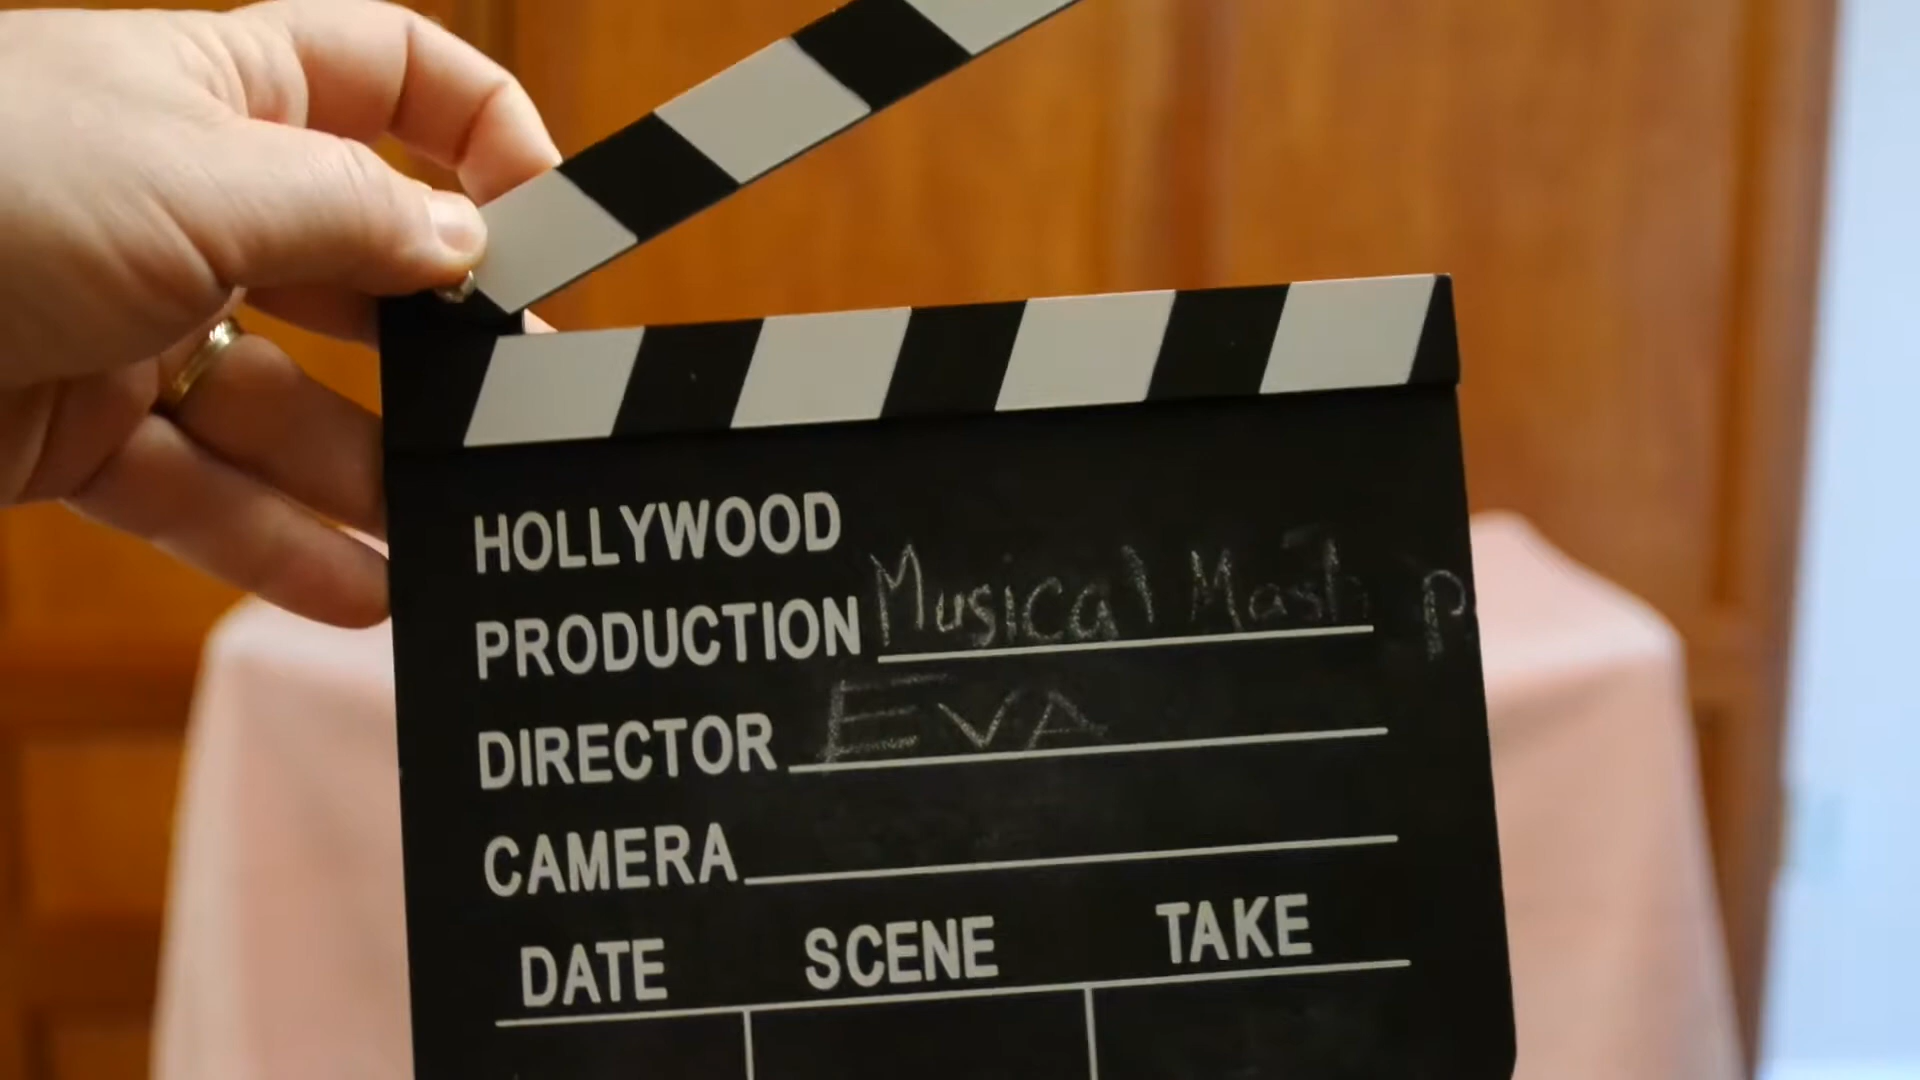 HOLLYWOOD
PRODUCTION Musical Mash p
DIRECTOR EVA
CAMERA
DATE SCENE TAKE